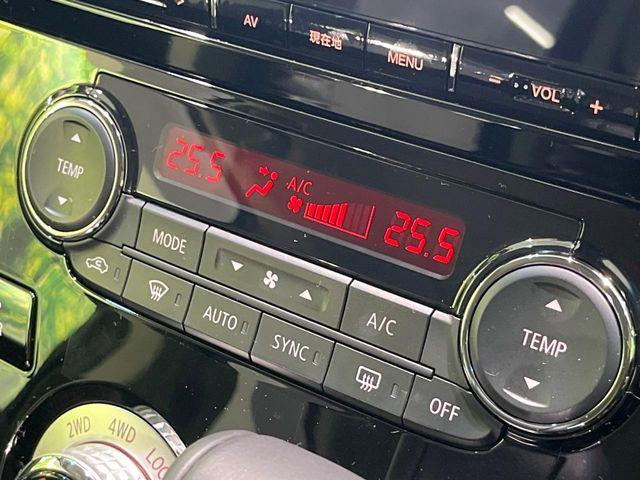 AV
現在地
MENU
VOL
- +
TEMP
25.5
A/C
25.5
MODE
AUTO
SYNC
A/C
OFF
TEMP
2WD 4WD LOC